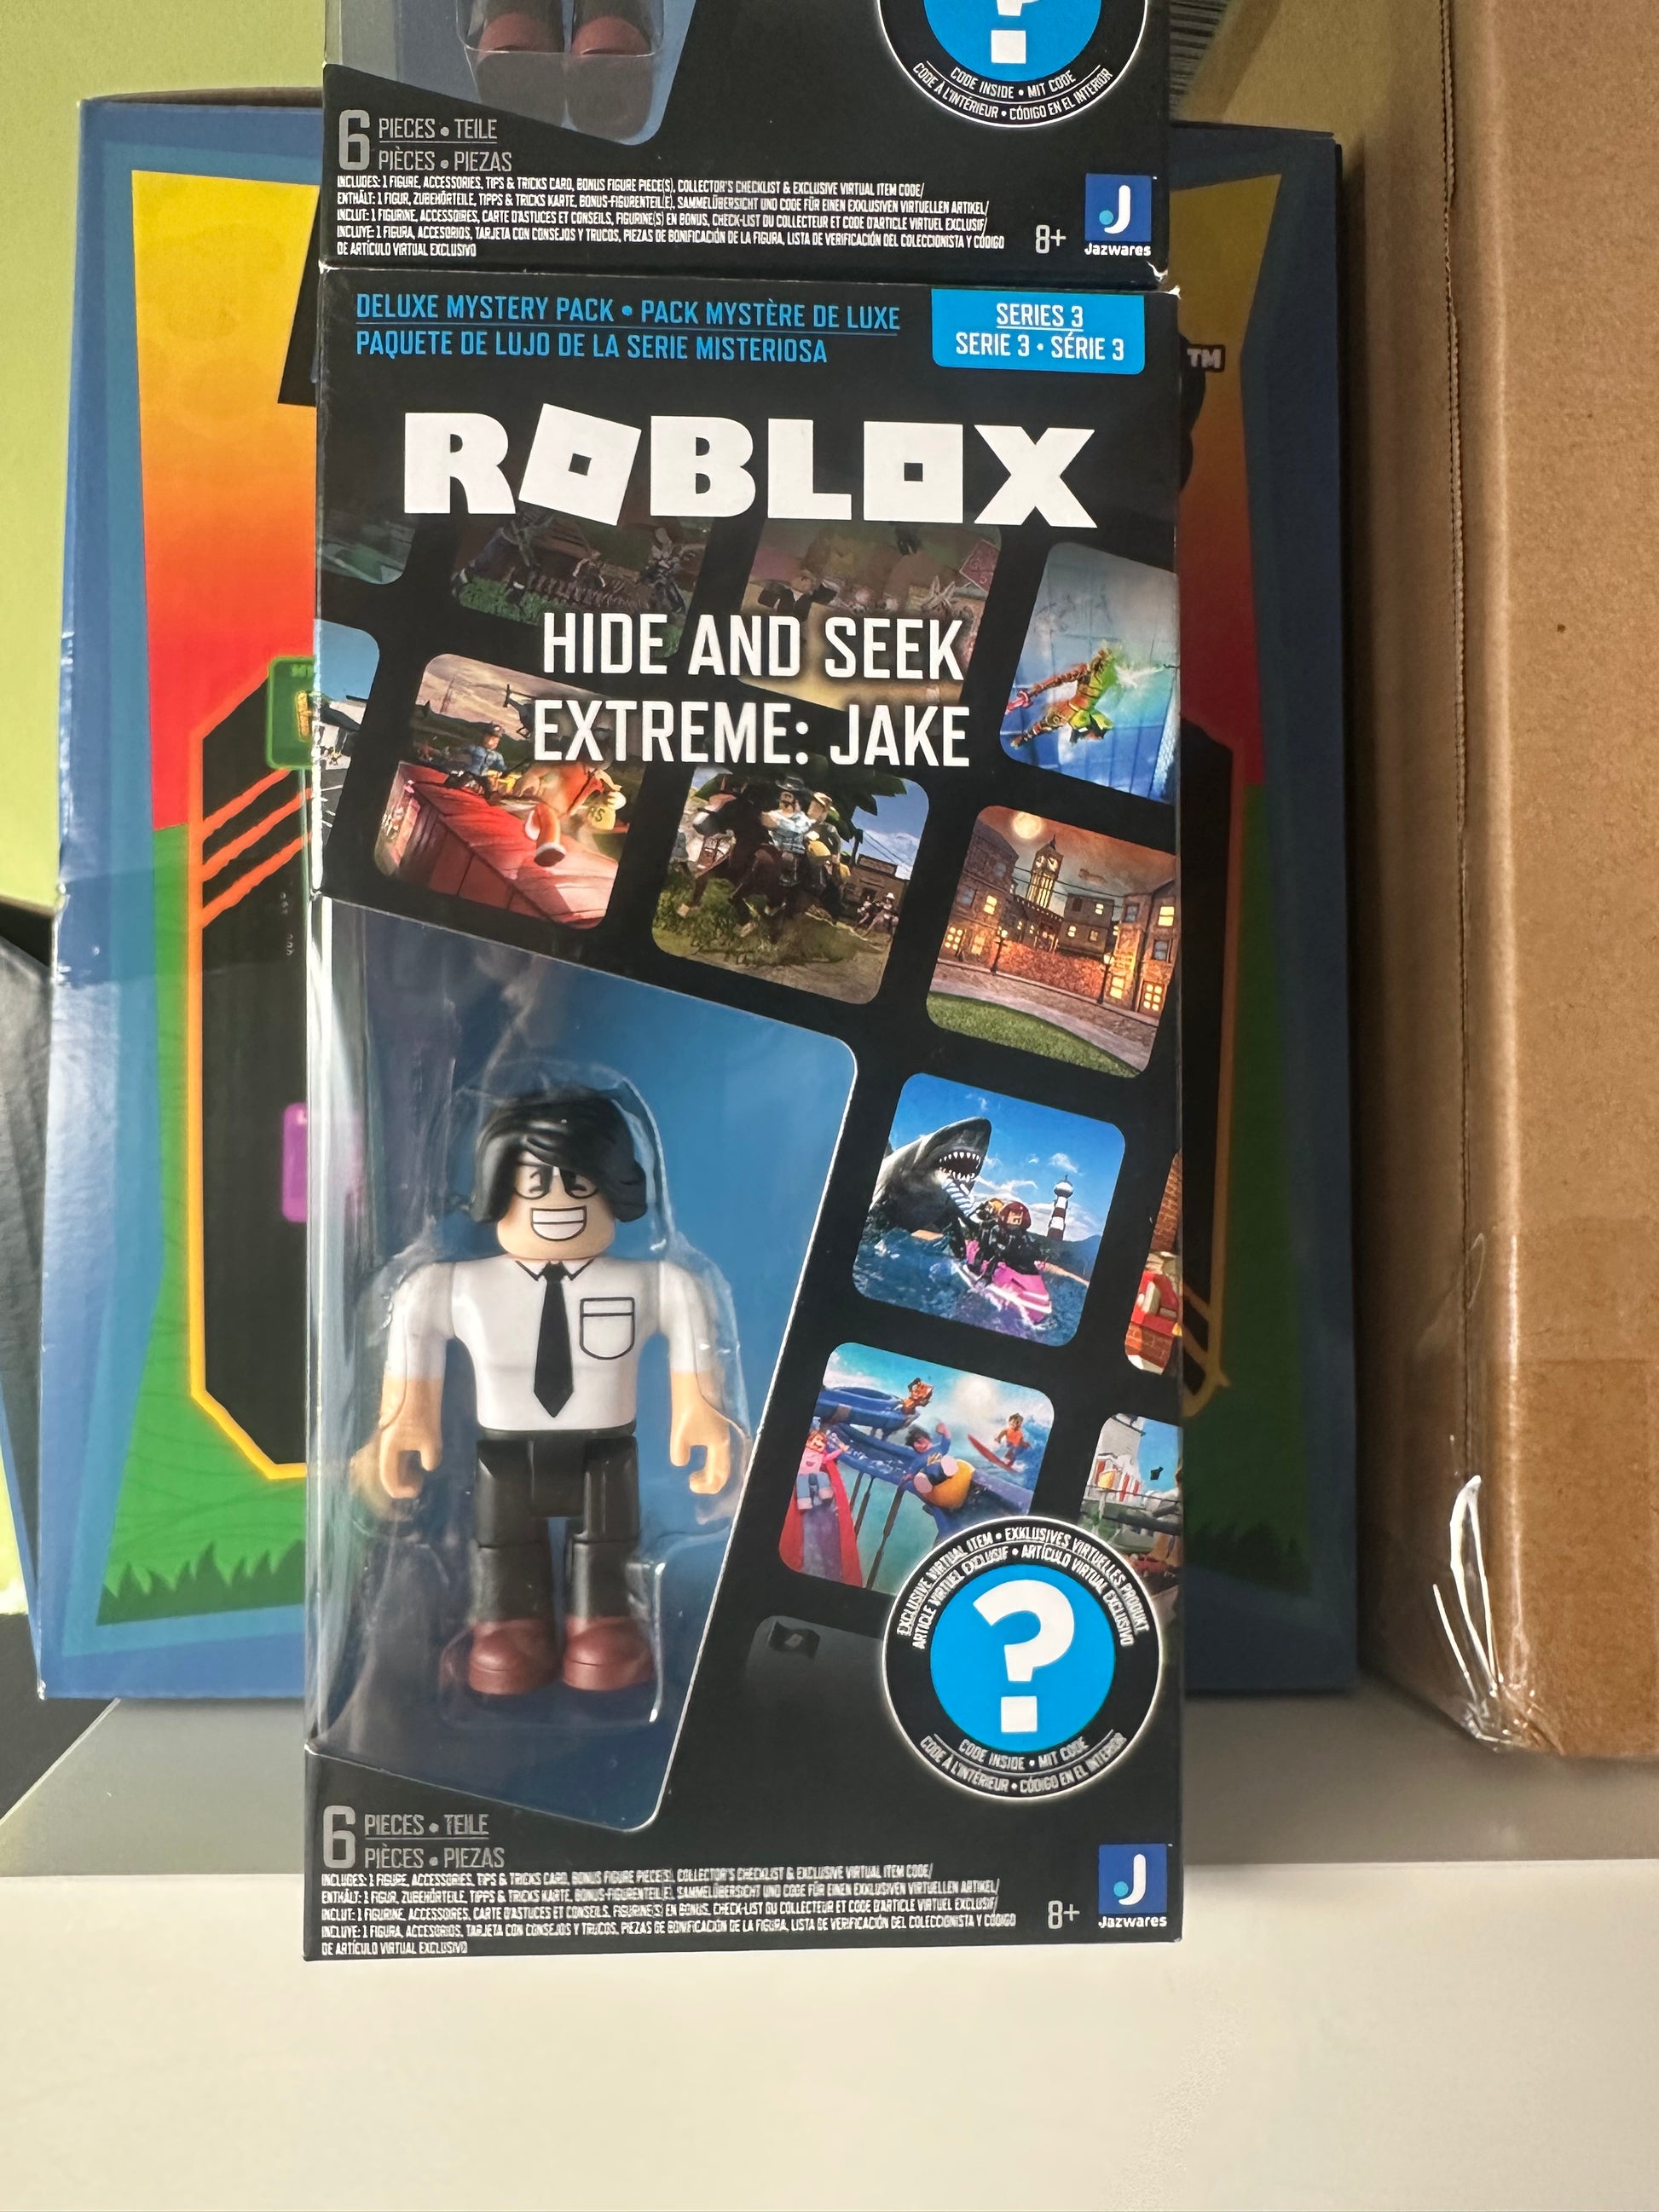 CODE INSIDE • MIT CODE
CODE À L'INTÉRIEUR • CÓDIGO EN EL INTERIOR
6 PIECES • TEILE
PIÈCES • PIEZAS
INCLUDES: 1 FIGURE, ACCESSORIES, TIPS & TRICKS CARD, BONUS FIGURE PIECE(S), COLLECTOR'S CHECKLIST & EXCLUSIVE VIRTUAL ITEM CODE/
ENTHÄLT: 1 FIGUR, ZUBEHÖRTEILE, TIPPS & TRICKS KARTE, BONUS-FIGURENTEIL(E), SAMMELÜBERSICHT UND CODE FÜR EINEN EXKLUSIVEN VIRTUELLEN ARTIKEL/
INCLUT: 1 FIGURINE, ACCESSOIRES, CARTE D'ASTUCES ET CONSEILS, FIGURINE(S) EN BONUS, CHECK-LIST DU COLLECTEUR ET CODE D'ARTICLE VIRTUEL EXCLUSIF/
INCLUYE: 1 FIGURA, ACCESORIOS, TARJETA CON CONSEJOS Y TRUCOS, PIEZAS DE BONIFICACIÓN DE LA FIGURA, LISTA DE VERIFICACIÓN DEL COLECCIONISTA Y CÓDIGO
DE ARTÍCULO VIRTUAL EXCLUSIVO
8+
J
Jazwares
DELUXE MYSTERY PACK • PACK MYSTÈRE DE LUXE
PAQUETE DE LUJO DE LA SERIE MISTERIOSA
SERIES 3
SERIE 3 • SÉRIE 3
TM
ROBLOX
HIDE AND SEEK
EXTREME: JAKE
EXCLUSIVE VIRTUAL ITEM • EXKLUSIVES VIRTUELLES PRODUKT
ARTICLE VIRTUEL EXCLUSIF • ARTÍCULO VIRTUAL EXCLUSIVO
?
CODE INSIDE • MIT CODE
CODE À L'INTÉRIEUR • CÓDIGO EN EL INTERIOR
6 PIECES • TEILE
PIÈCES • PIEZAS
INCLUDES: 1 FIGURE, ACCESSORIES, TIPS & TRICKS CARD, BONUS FIGURE PIECE(S), COLLECTOR'S CHECKLIST & EXCLUSIVE VIRTUAL ITEM CODE/
ENTHÄLT: 1 FIGUR, ZUBEHÖRTEILE, TIPPS & TRICKS KARTE, BONUS-FIGURENTEIL(E), SAMMELÜBERSICHT UND CODE FÜR EINEN EXKLUSIVEN VIRTUELLEN ARTIKEL/
INCLUT: 1 FIGURINE, ACCESSOIRES, CARTE D'ASTUCES ET CONSEILS, FIGURINE(S) EN BONUS, CHECK-LIST DU COLLECTEUR ET CODE D'ARTICLE VIRTUEL EXCLUSIF/
INCLUYE: 1 FIGURA, ACCESORIOS, TARJETA CON CONSEJOS Y TRUCOS, PIEZAS DE BONIFICACIÓN DE LA FIGURA, LISTA DE VERIFICACIÓN DEL COLECCIONISTA Y CÓDIGO
DE ARTÍCULO VIRTUAL EXCLUSIVO
8+
J
Jazwares